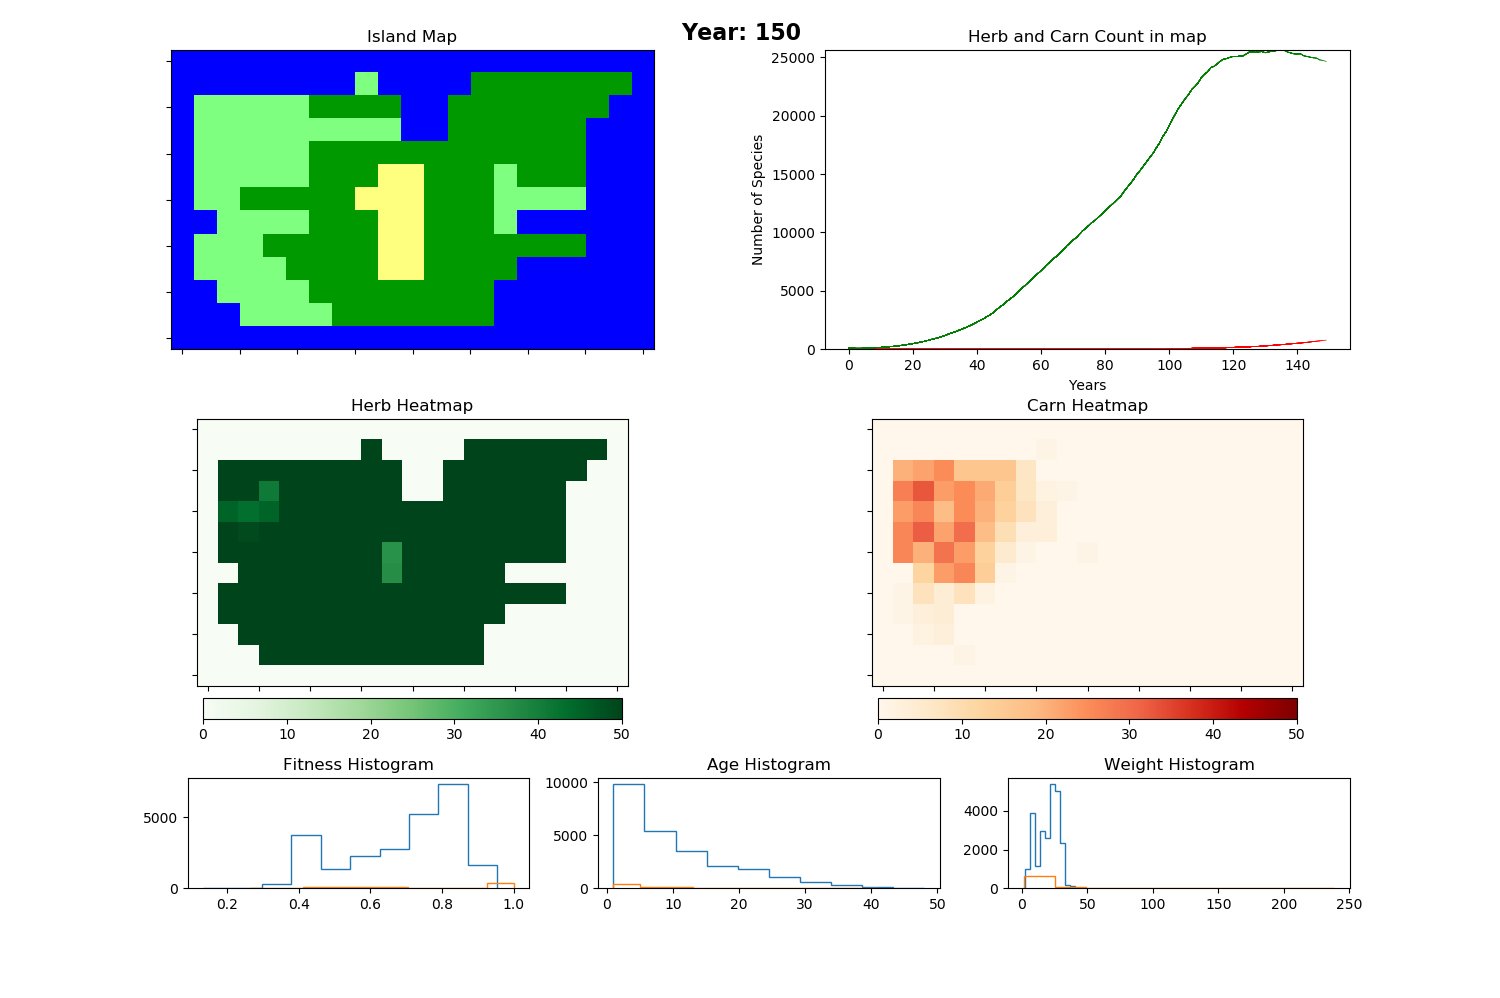 Year: 150
Island Map
Herb and Carn Count in map
25000
20000
15000
10000
5000
0
Number of Species
0 20 40 60 80 100 120 140
Years
Herb Heatmap
Carn Heatmap
0 10 20 30 40 50
0 10 20 30 40 50
Fitness Histogram
5000
0
0.2 0.4 0.6 0.8 1.0
Age Histogram
10000
5000
0
0 10 20 30 40 50
Weight Histogram
4000
2000
0
0 50 100 150 200 250